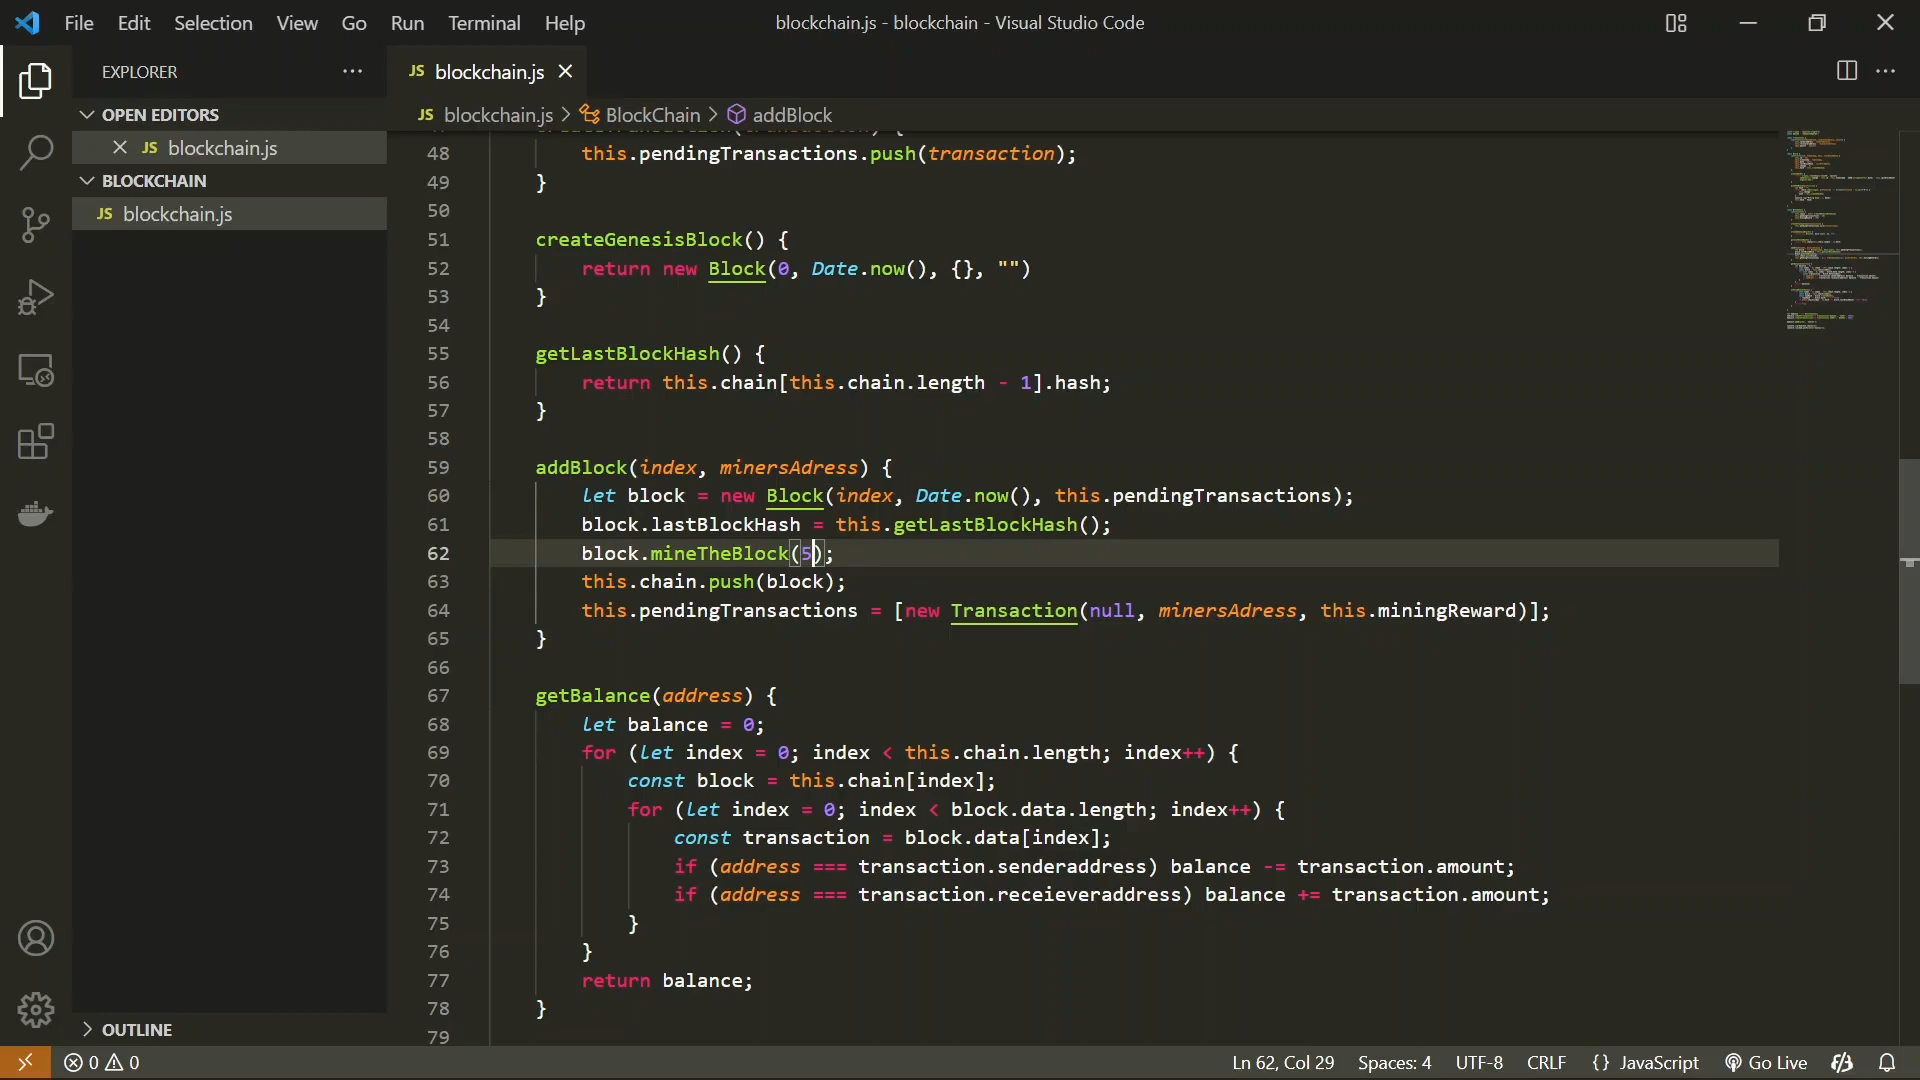 File Edit Selection View Go Run Terminal Help
blockchain.js - blockchain - Visual Studio Code
EXPLORER
OPEN EDITORS
JS blockchain.js
BLOCKCHAIN
JS blockchain.js
OUTLINE
JS blockchain.js
JS blockchain.js > BlockChain > addBlock
48 this.pendingTransactions.push(transaction);
49 }
50
51 createGenesisBlock() {
52 return new Block(0, Date.now(), {}, "")
53 }
54
55 getLastBlockHash() {
56 return this.chain[this.chain.length - 1].hash;
57 }
58
59 addBlock(index, minersAdress) {
60 let block = new Block(index, Date.now(), this.pendingTransactions);
61 block.lastBlockHash = this.getLastBlockHash();
62 block.mineTheBlock(5);
63 this.chain.push(block);
64 this.pendingTransactions = [new Transaction(null, minersAdress, this.miningReward)];
65 }
66
67 getBalance(address) {
68 let balance = 0;
69 for (let index = 0; index < this.chain.length; index++) {
70 const block = this.chain[index];
71 for (let index = 0; index < block.data.length; index++) {
72 const transaction = block.data[index];
73 if (address === transaction.senderaddress) balance -= transaction.amount;
74 if (address === transaction.receieveraddress) balance += transaction.amount;
75 }
76 }
77 return balance;
78 }
79
0 0
Ln 62, Col 29 Spaces: 4 UTF-8 CRLF {} JavaScript Go Live